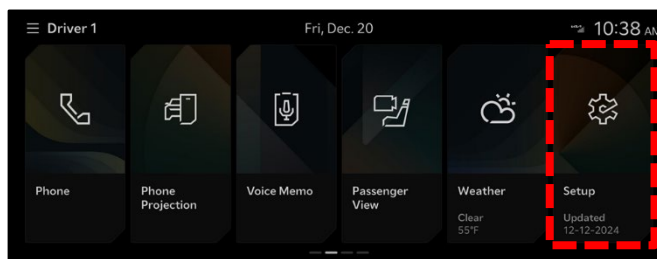 Driver 1
Fri, Dec. 20
10:38 AM
Phone
Phone
Projection
Voice Memo
Passenger
View
Weather
Clear
55°F
Setup
Updated
12-12-2024